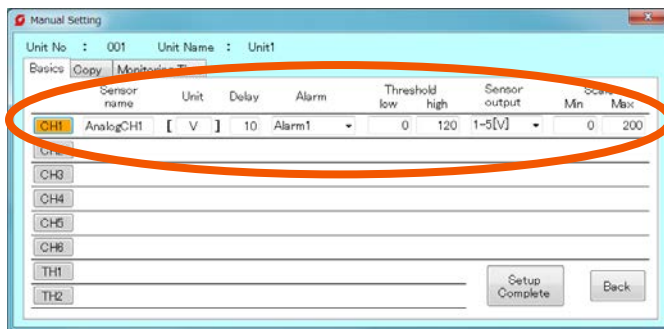 Manual Setting
Unit No : 001 Unit Name : Unit1
Basics Copy
Sensor name Unit Delay Alarm Threshold low high Sensor output Min Max
CH1 AnalogCH1 [ V ] 10 Alarm1 0 120 1-5[V] 0 200
CH3
CH4
CH5
CH6
TH1
TH2
Setup Complete
Back